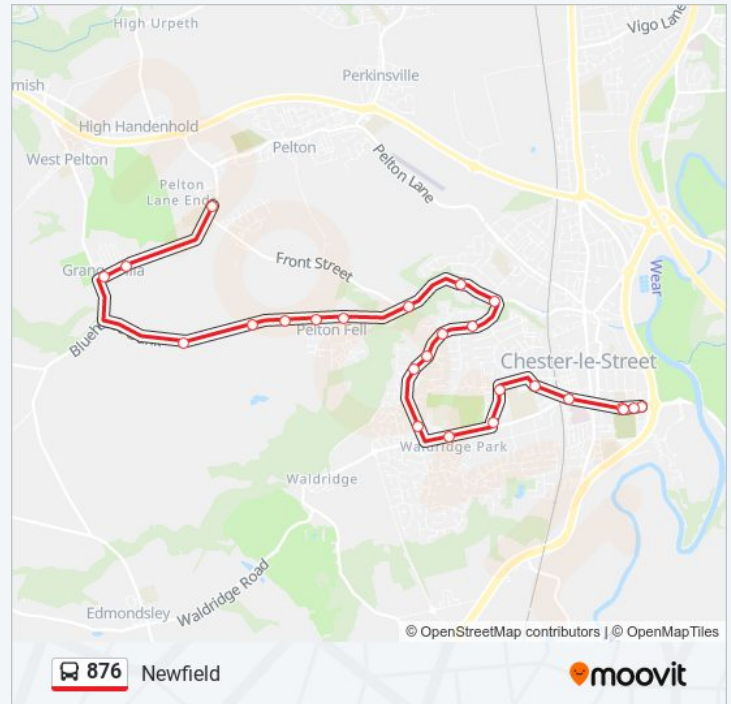 High Urpeth
Vigo Lane
Perkinsville
mish
High Handenhold
West Pelton
Pelton
Pelton Lane
Pelton
Lane Ends
Front Street
Wear
Pelton Fell
Chester-le-Street
Waldridge Park
Waldridge
Waldridge Road
Edmondsley
© OpenStreetMap contributors | © OpenMapTiles
876 Newfield
moovit